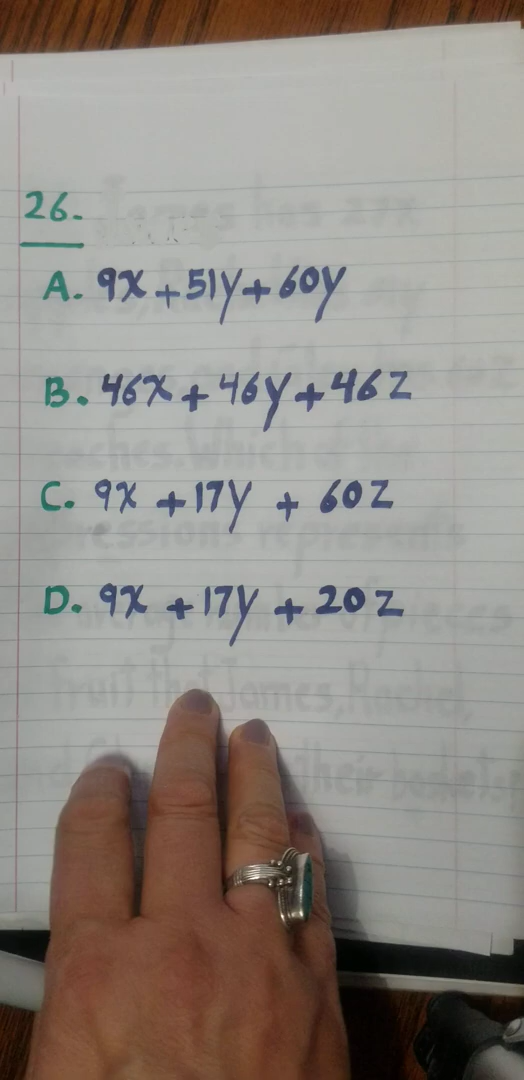 26.
A. 9x + 51y + 60y
B. 46x + 46y + 46z
C. 9x + 17y + 60z
D. 9x + 17y + 20z